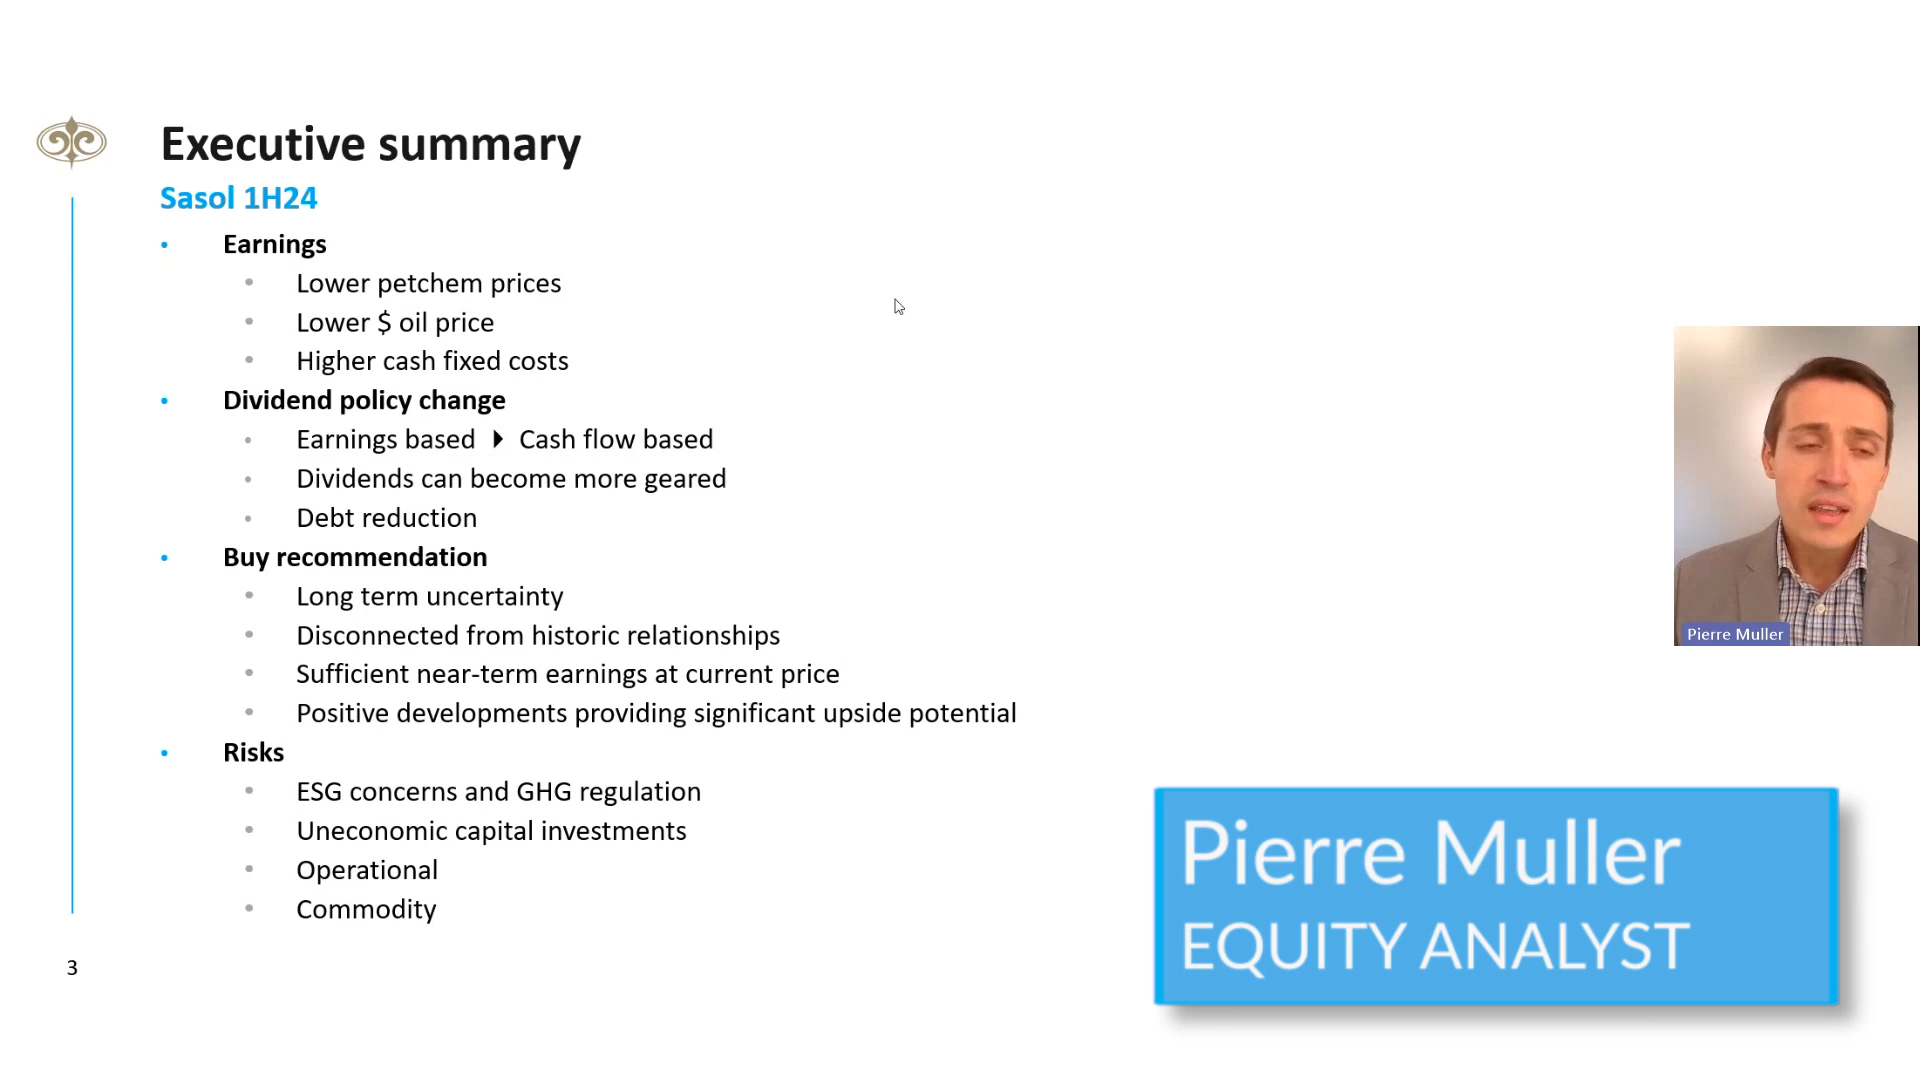 Executive summary
Sasol 1H24
• Earnings
• Lower petchem prices
• Lower $ oil price
• Higher cash fixed costs
• Dividend policy change
• Earnings based ▶ Cash flow based
• Dividends can become more geared
• Debt reduction
• Buy recommendation
• Long term uncertainty
• Disconnected from historic relationships
• Sufficient near-term earnings at current price
• Positive developments providing significant upside potential
• Risks
• ESG concerns and GHG regulation
• Uneconomic capital investments
• Operational
• Commodity
3
Pierre Muller
Pierre Muller
EQUITY ANALYST